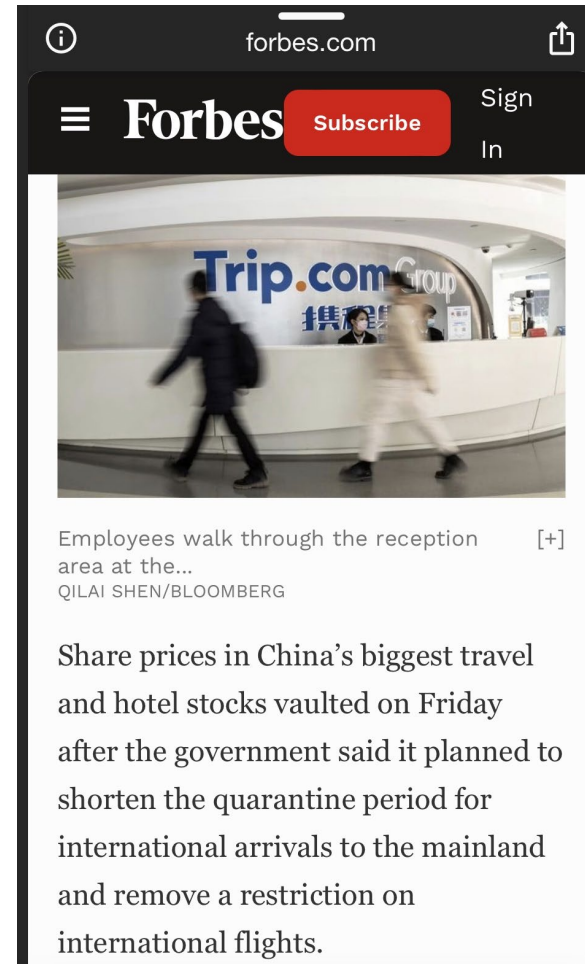 forbes.com
Forbes
Subscribe
Sign
In
Trip.com Group
携程集
Employees walk through the reception
[+]
area at the...
QILAI SHEN/BLOOMBERG
Share prices in China’s biggest travel
and hotel stocks vaulted on Friday
after the government said it planned to
shorten the quarantine period for
international arrivals to the mainland
and remove a restriction on
international flights.